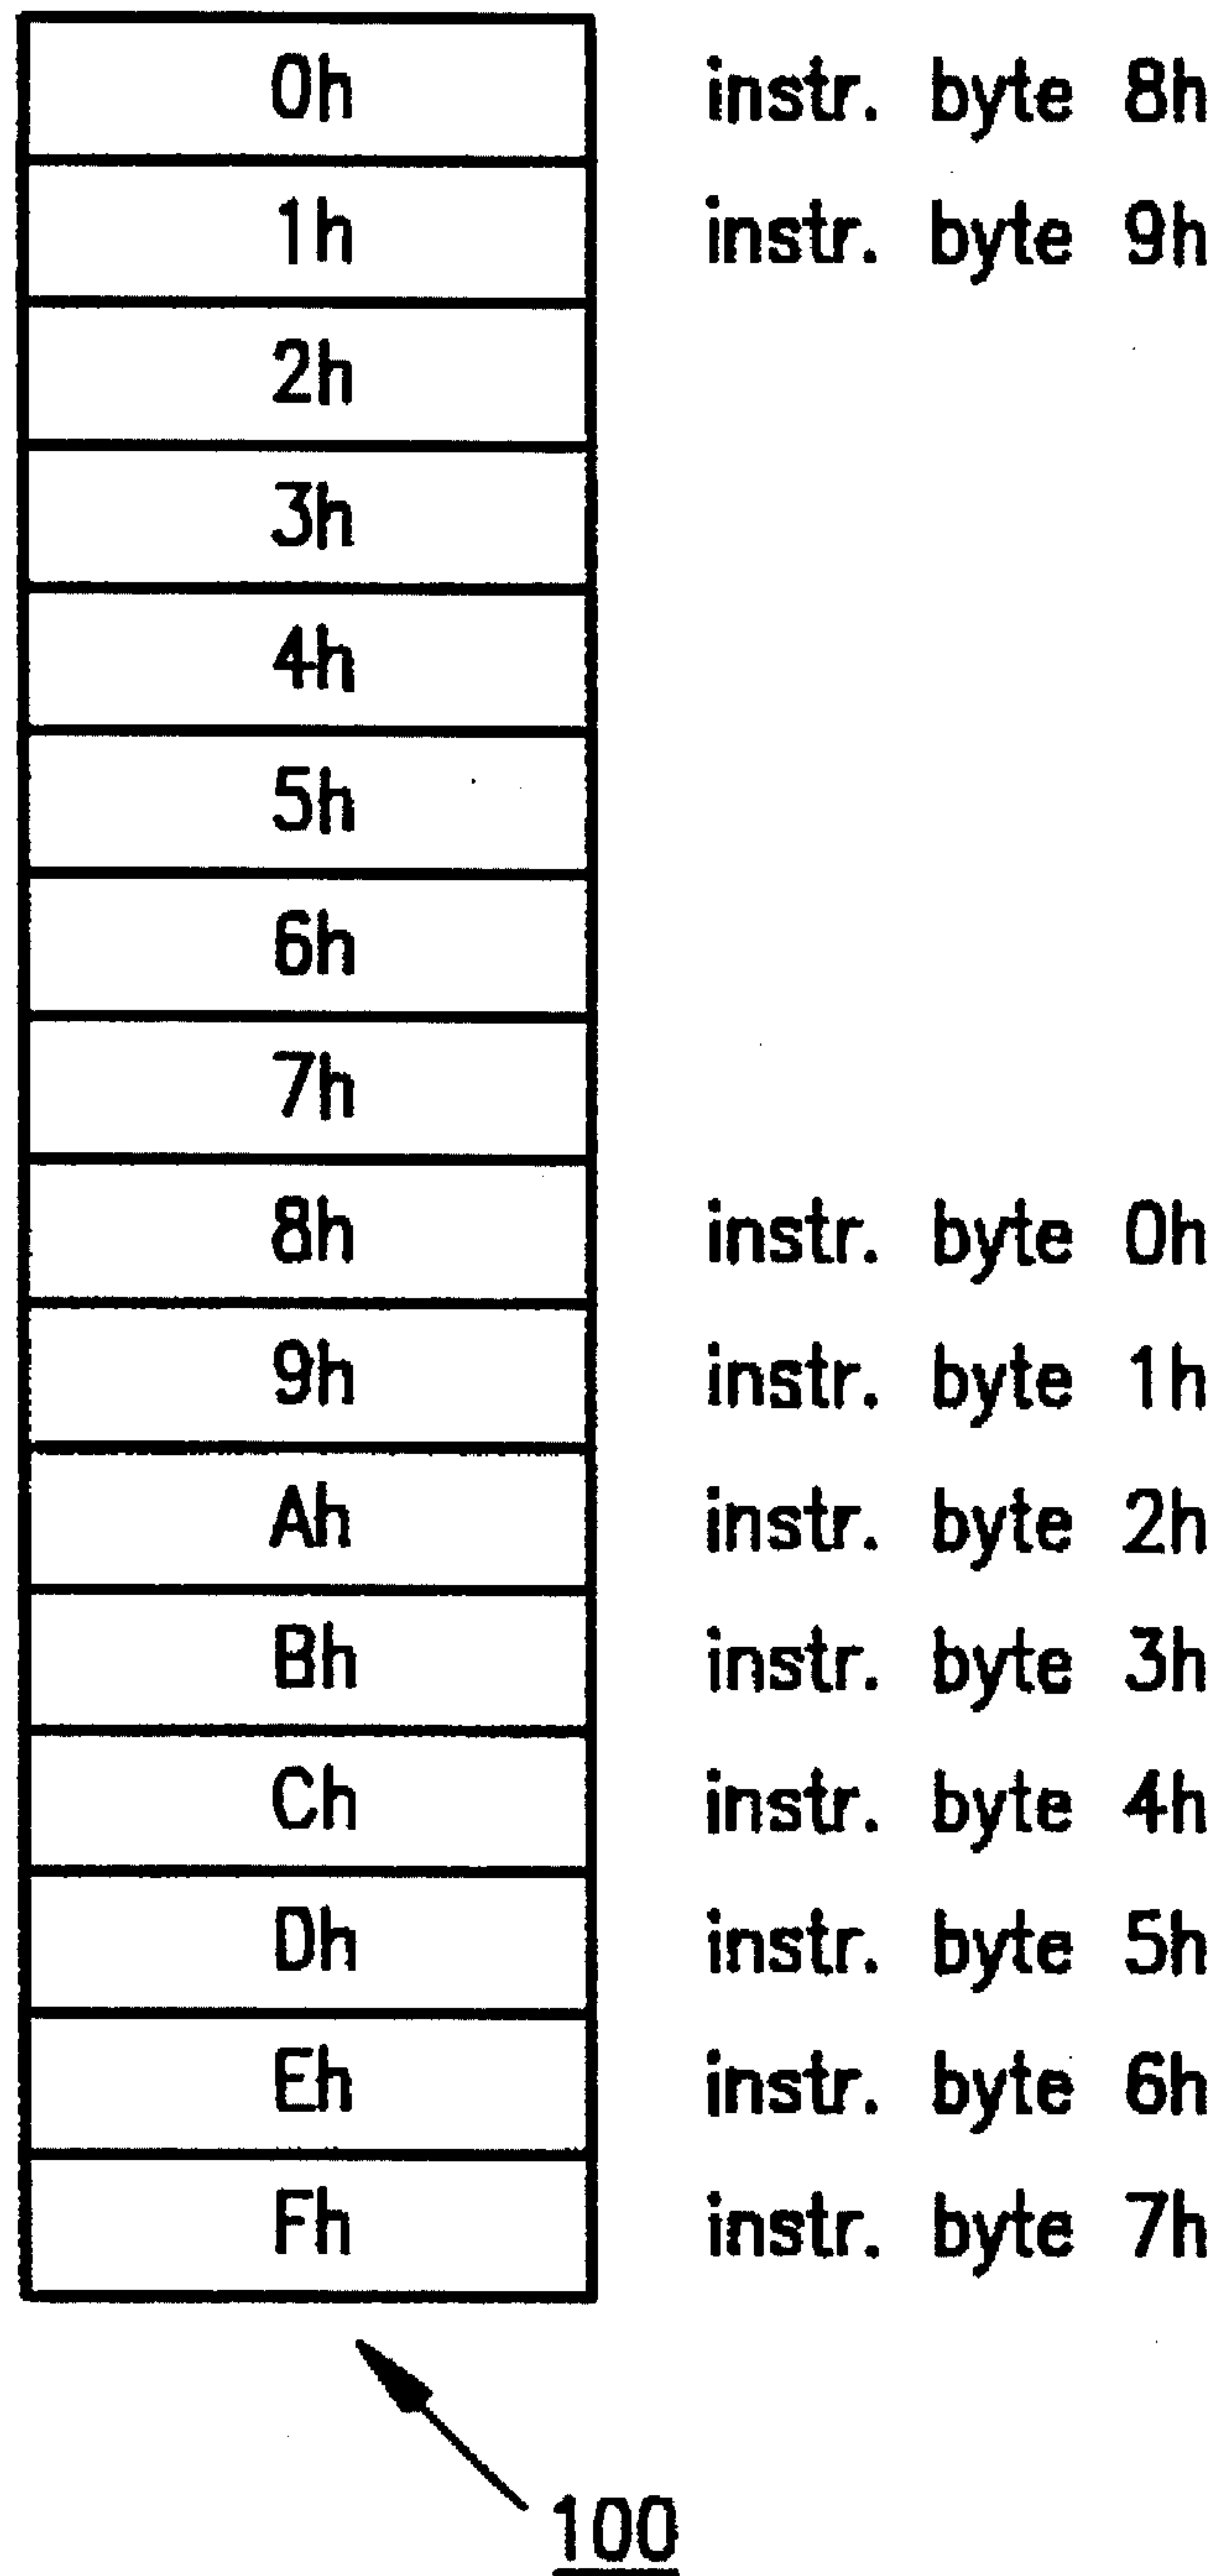 0h instr. byte 8h
1h instr. byte 9h
2h
3h
4h
5h
6h
7h
8h instr. byte 0h
9h instr. byte 1h
Ah instr. byte 2h
Bh instr. byte 3h
Ch instr. byte 4h
Dh instr. byte 5h
Eh instr. byte 6h
Fh instr. byte 7h
100